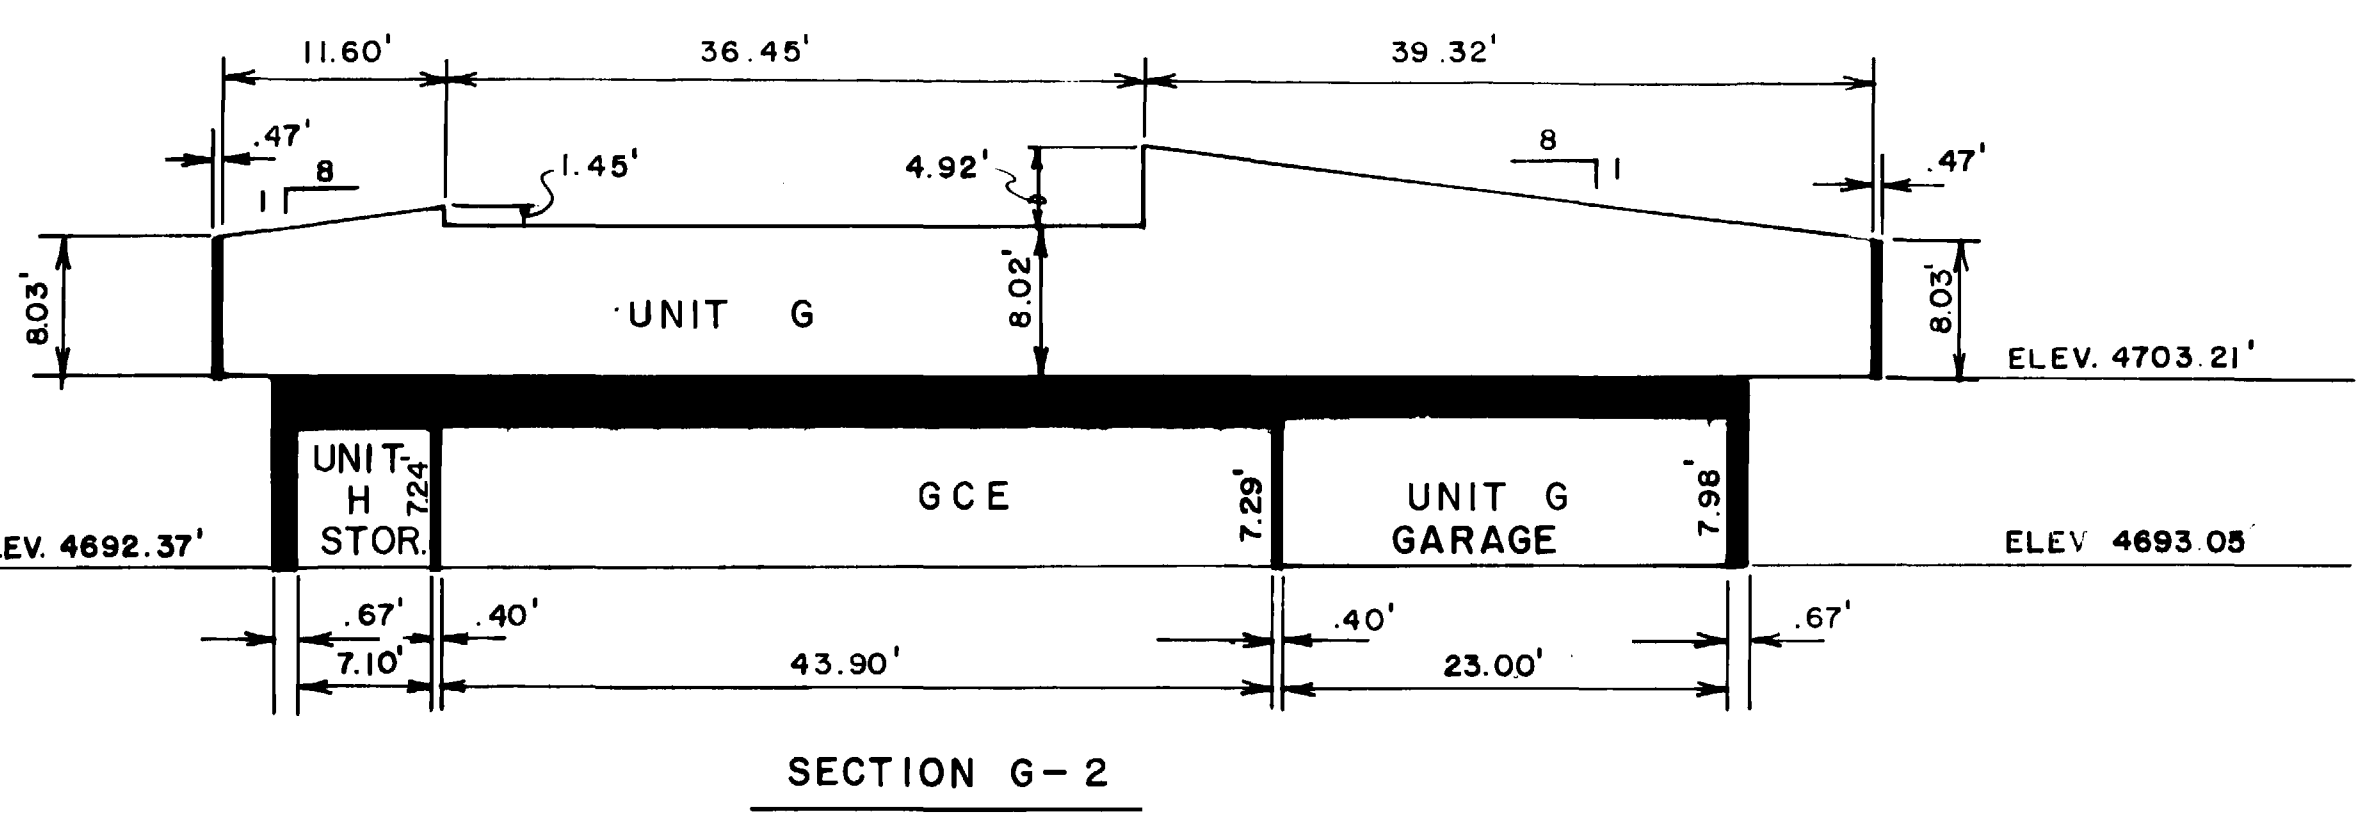 11.60' 36.45' 39.32'
.47' 8 1 1.45' 4.92' 8 1 .47'
8.03' UNIT G 8.02' 8.03'
ELEV. 4703.21'
UNIT- H STOR. 7.24 GCE 7.29' UNIT G GARAGE 7.98'
EV. 4692.37' ELEV 4693.05'
.67' .40' .40' .67'
7.10' 43.90' 23.00'
SECTION G-2